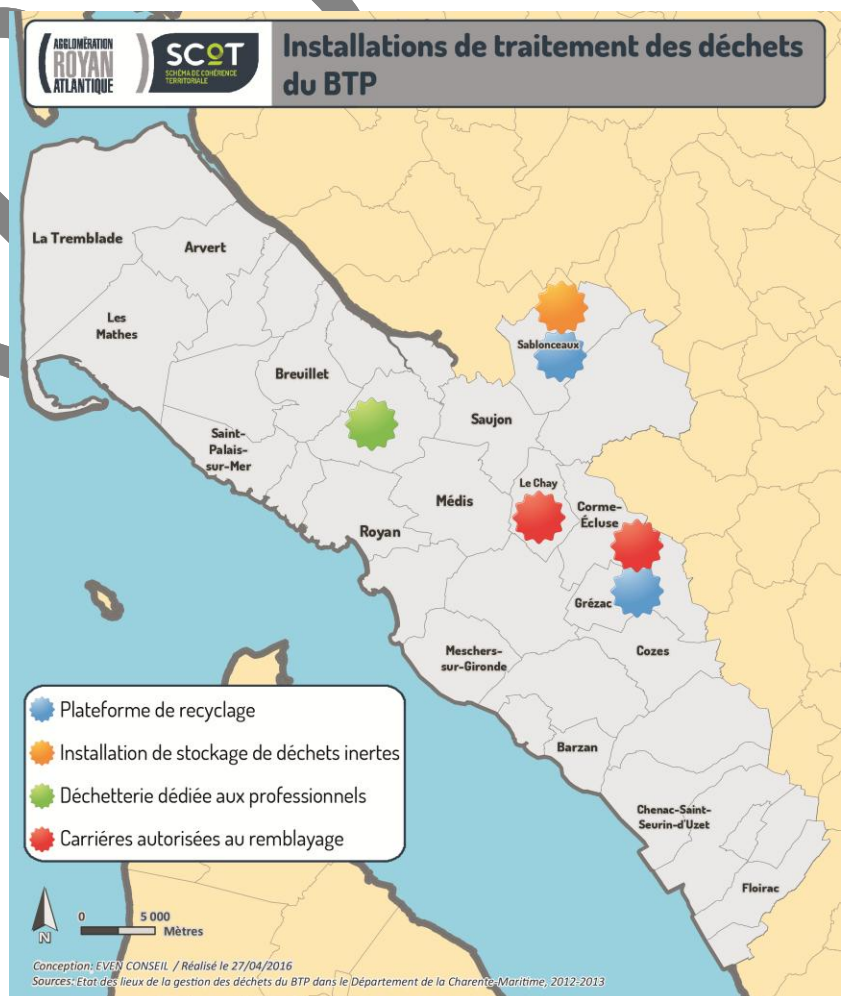 AGGLOMÉRATION
ROYAN
ATLANTIQUE
SCOT
SCHÉMA DE COHÉRENCE
TERRITORIALE
Installations de traitement des déchets
du BTP
La Tremblade
Arvert
Les
Mathes
Sablonceaux
Breuillet
Saujon
Saint-
Palais-
sur-Mer
Le Chay
Médis
Corme-
Écluse
Royan
Grézac
Cozes
Meschers-
sur-Gironde
Barzan
Chenac-Saint-
Seurin-d'Uzet
Floirac
Plateforme de recyclage
Installation de stockage de déchets inertes
Déchetterie dédiée aux professionnels
Carriéres autorisées au remblayage
N
0 5 000
Mètres
Conception: EVEN CONSEIL / Réalisé le 27/04/2016
Sources: Etat des lieux de la gestion des déchets du BTP dans le Département de la Charente-Maritime, 2012-2013